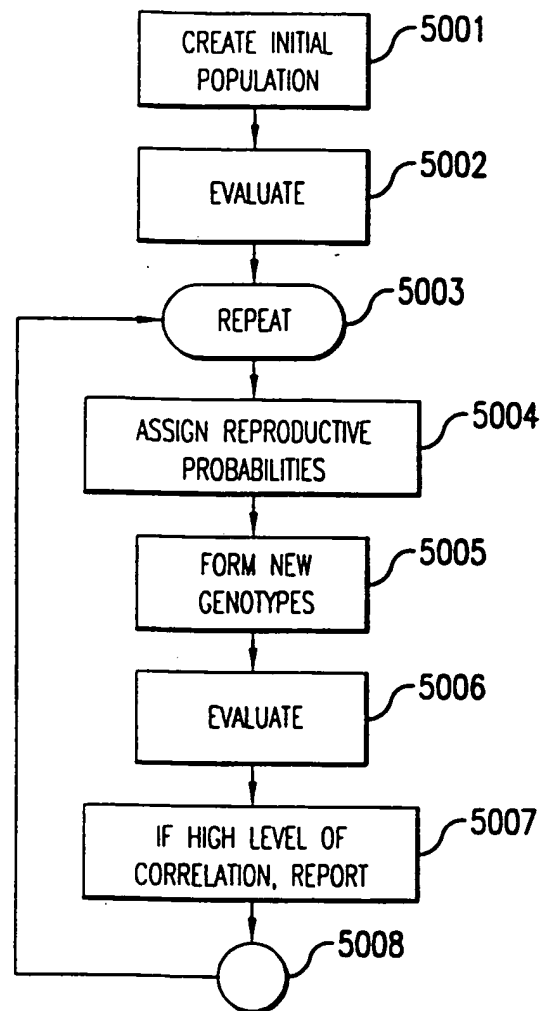 CREATE INITIAL
POPULATION
5001
EVALUATE
5002
REPEAT
5003
ASSIGN REPRODUCTIVE
PROBABILITIES
5004
FORM NEW
GENOTYPES
5005
EVALUATE
5006
IF HIGH LEVEL OF
CORRELATION, REPORT
5007
5008